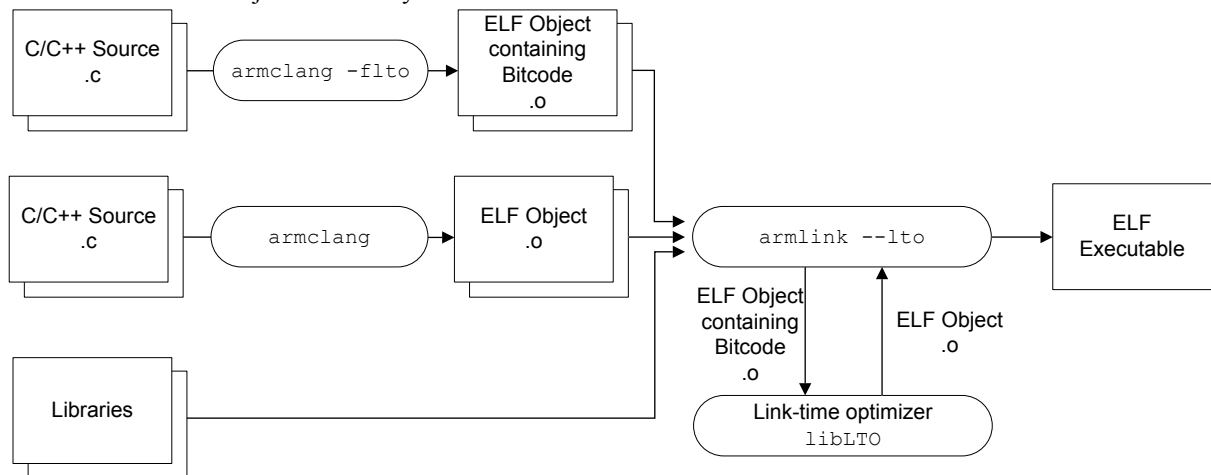 C/C++ Source
.c
armclang -flto
ELF Object
containing
Bitcode
.o
C/C++ Source
.c
armclang
ELF Object
.o
armlink --lto
ELF
Executable
ELF Object
containing
Bitcode
.o
ELF Object
.o
Libraries
Link-time optimizer
libLTO